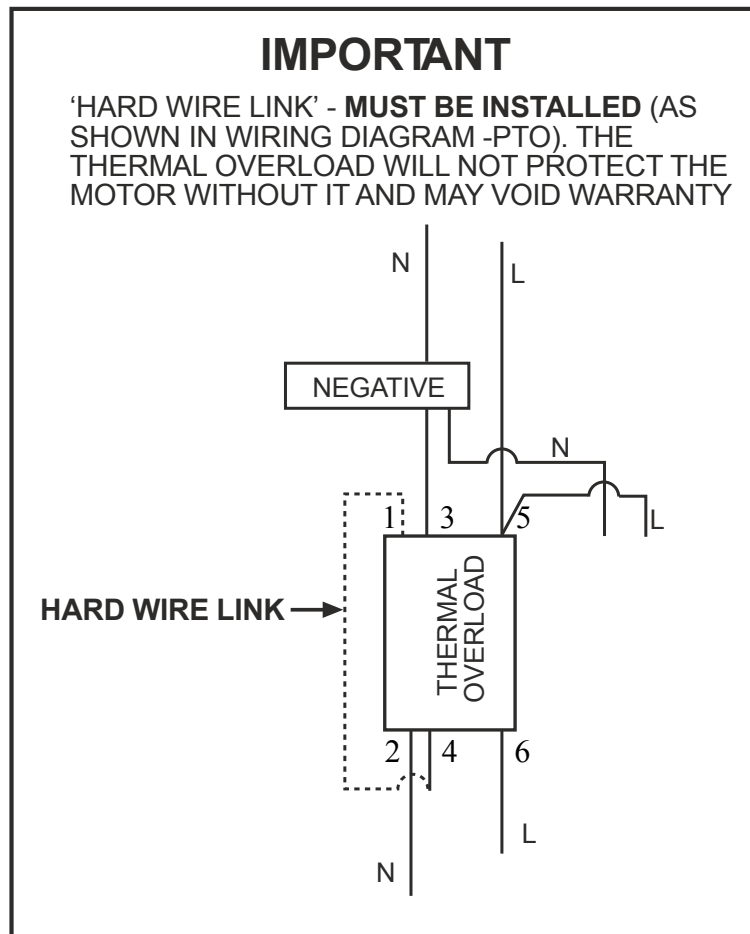 IMPORTANT
‘HARD WIRE LINK’ - MUST BE INSTALLED (AS
SHOWN IN WIRING DIAGRAM -PTO). THE
THERMAL OVERLOAD WILL NOT PROTECT THE
MOTOR WITHOUT IT AND MAY VOID WARRANTY
N
L
NEGATIVE
N
1
3
5
L
HARD WIRE LINK
THERMAL
OVERLOAD
2
4
6
L
N